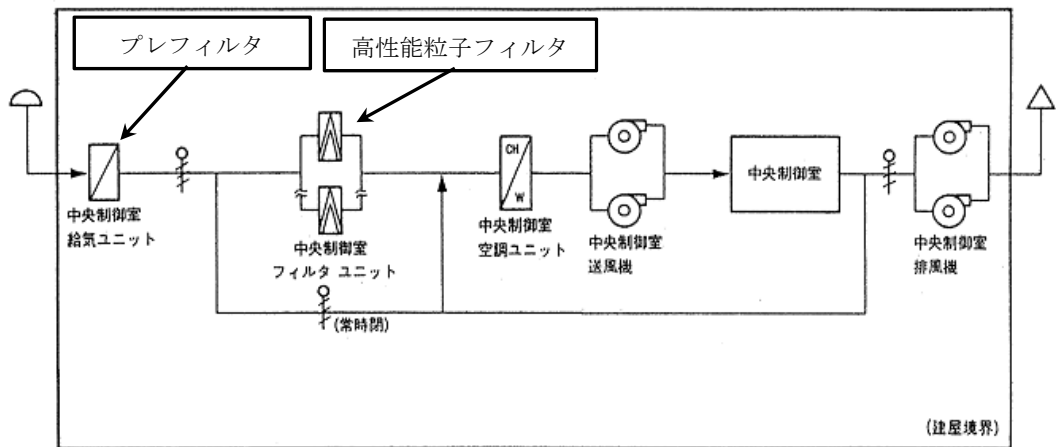 プレフィルタ
高性能粒子フィルタ
中央制御室
給気ユニット
中央制御室
フィルタ ユニット
CH
W
中央制御室
空調ユニット
中央制御室
送風機
中央制御室
中央制御室
排風機
(常時閉)
(建屋境界)